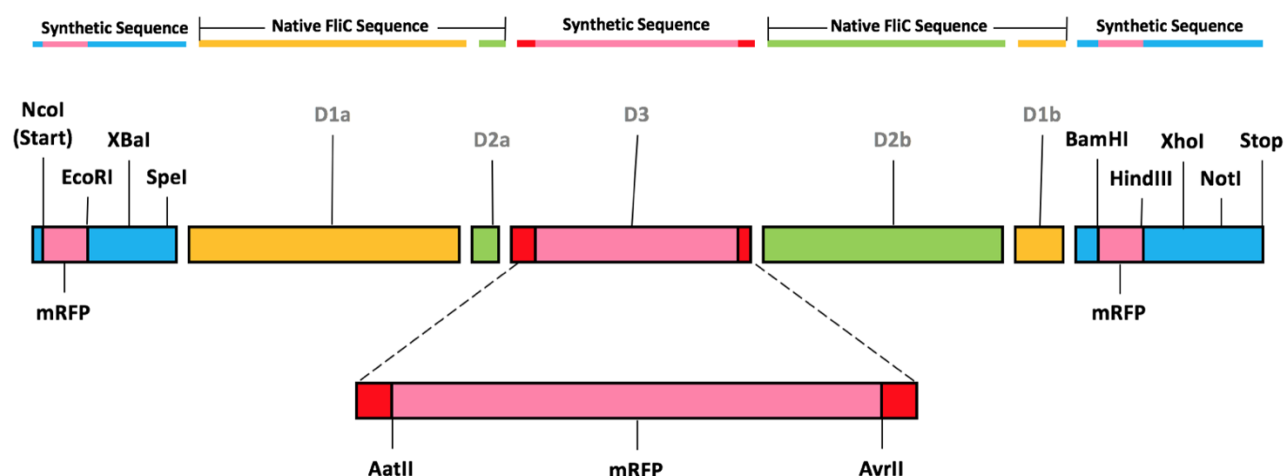 Synthetic Sequence
Native FliC Sequence
Synthetic Sequence
Native FliC Sequence
Synthetic Sequence
NcoI
(Start)
EcoRI
XBaI
SpeI
D1a
D2a
D3
D2b
D1b
BamHI
HindIII
XhoI
NotI
Stop
mRFP
mRFP
AatII
mRFP
AvrII